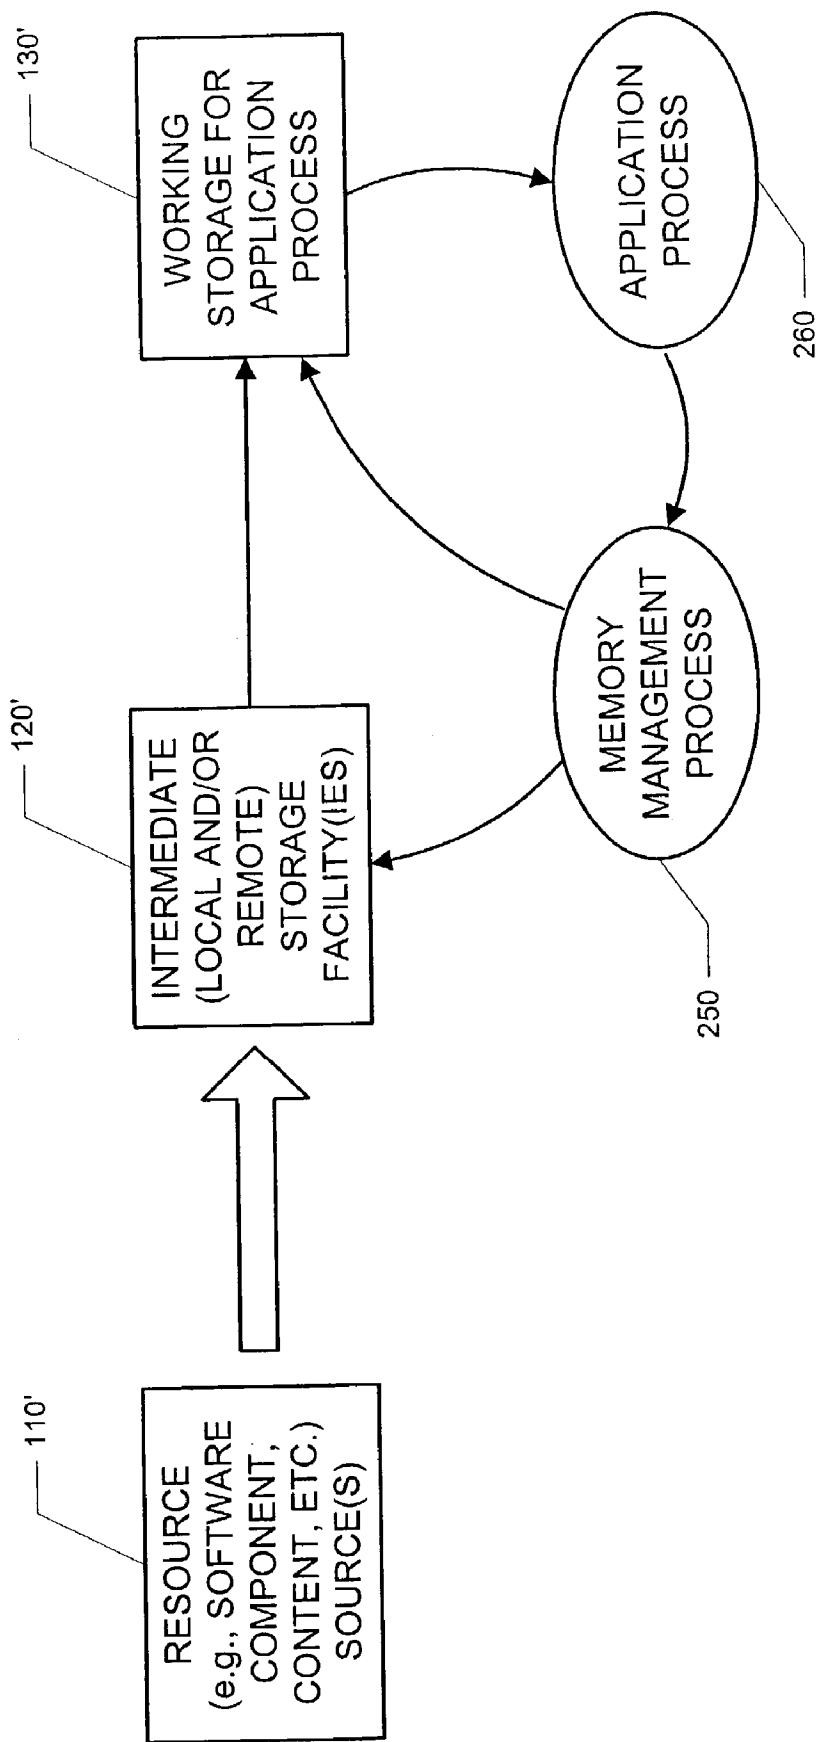 110'
RESOURCE
(e.g., SOFTWARE
COMPONENT,
CONTENT, ETC.)
SOURCE(S)
120'
INTERMEDIATE
(LOCAL AND/OR
REMOTE)
STORAGE
FACILITY(IES)
130'
WORKING
STORAGE FOR
APPLICATION
PROCESS
MEMORY
MANAGEMENT
PROCESS
250
APPLICATION
PROCESS
260